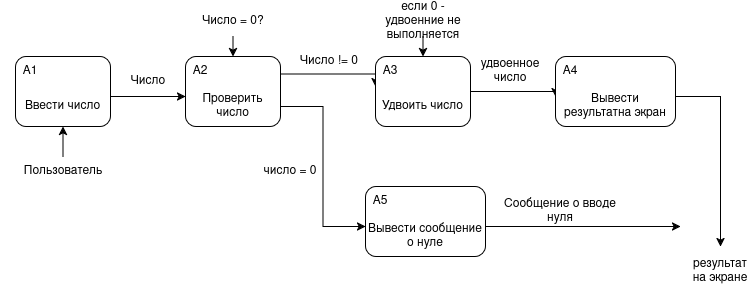 если 0 -
удвоенние не
выполняется
Число = 0?
A1
Ввести число
Число
A2
Проверить
число
Число != 0
A3
Удвоить число
удвоенное
число
A4
Вывести
результатна экран
Пользователь
число = 0
A5
Вывести сообщение
о нуле
Сообщение о вводе
нуля
результат
на экране